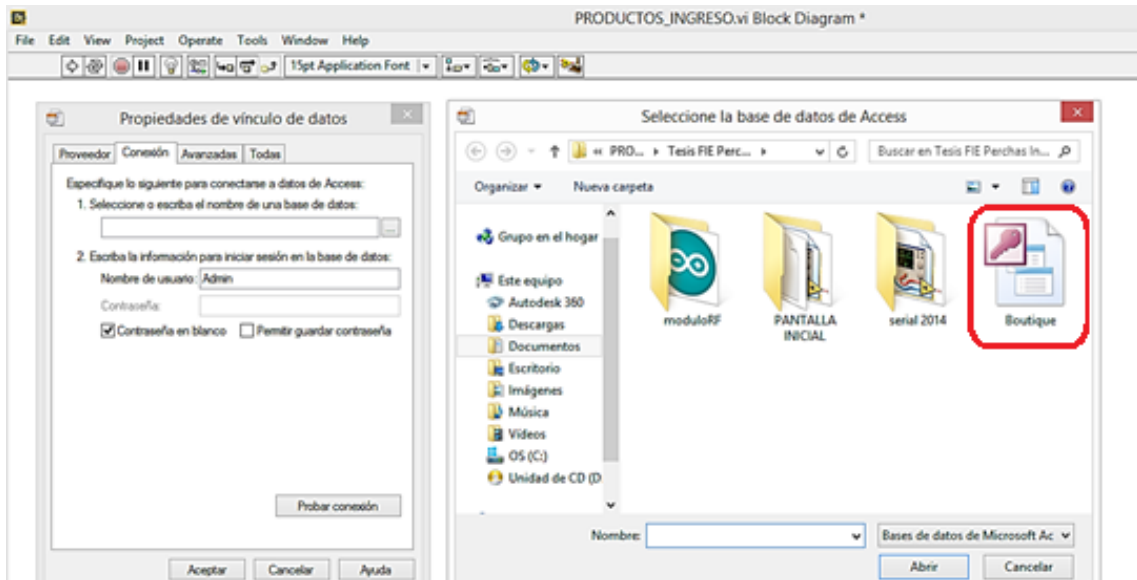 PRODUCTOS_INGRESO.vi Block Diagram *
File Edit View Project Operate Tools Window Help
15pt Application Font
Propiedades de vínculo de datos
Proveedor Conexión Avanzadas Todas
Especifique lo siguiente para conectarse a datos de Access:
1. Seleccione o escriba el nombre de una base de datos:
...
2. Escriba la información para iniciar sesión en la base de datos:
Nombre de usuario: Admin
Contraseña:
Contraseña en blanco Permitir guardar contraseña
Probar conexión
Aceptar Cancelar Ayuda
Seleccione la base de datos de Access
« PRO... Tesis FIE Perc... Buscar en Tesis FIE Perchas In...
Organizar Nueva carpeta
Grupo en el hogar
Este equipo
Autodesk 360
Descargas
Documentos
Escritorio
Imágenes
Música
Vídeos
OS (C:)
Unidad de CD (D
moduloRF
PANTALLA INICIAL
serial 2014
Boutique
Nombre: Bases de datos de Microsoft Ac
Abrir Cancelar